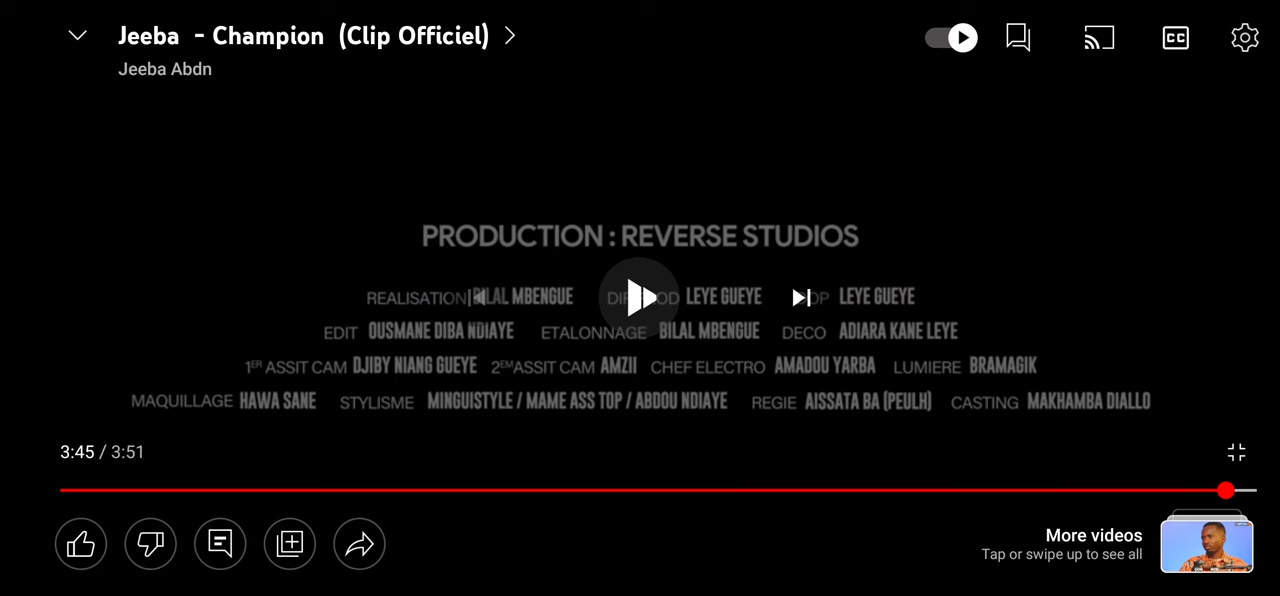 Jeeba - Champion (Clip Officiel)
Jeeba Abdn
CC
PRODUCTION : REVERSE STUDIOS
REALISATION BILAL MBENGUE LEYE GUEYE LEYE GUEYE
EDIT OUSMANE DIBA NDIAYE ETALONNAGE BILAL MBENGUE DECO ADIARA KANE LEYE
1ER ASSIT CAM DJIBY NIANG GUEYE 2EM ASSIT CAM AMZII CHEF ELECTRO AMADOU YARBA LUMIERE BRAMAGIK
MAQUILLAGE HAWA SANE STYLISME MINGUISTYLE / MAME ASS TOP / ABDOU NDIAYE REGIE AISSATA BA (PEULH) CASTING MAKHAMBA DIALLO
3:45 / 3:51
More videos
Tap or swipe up to see all